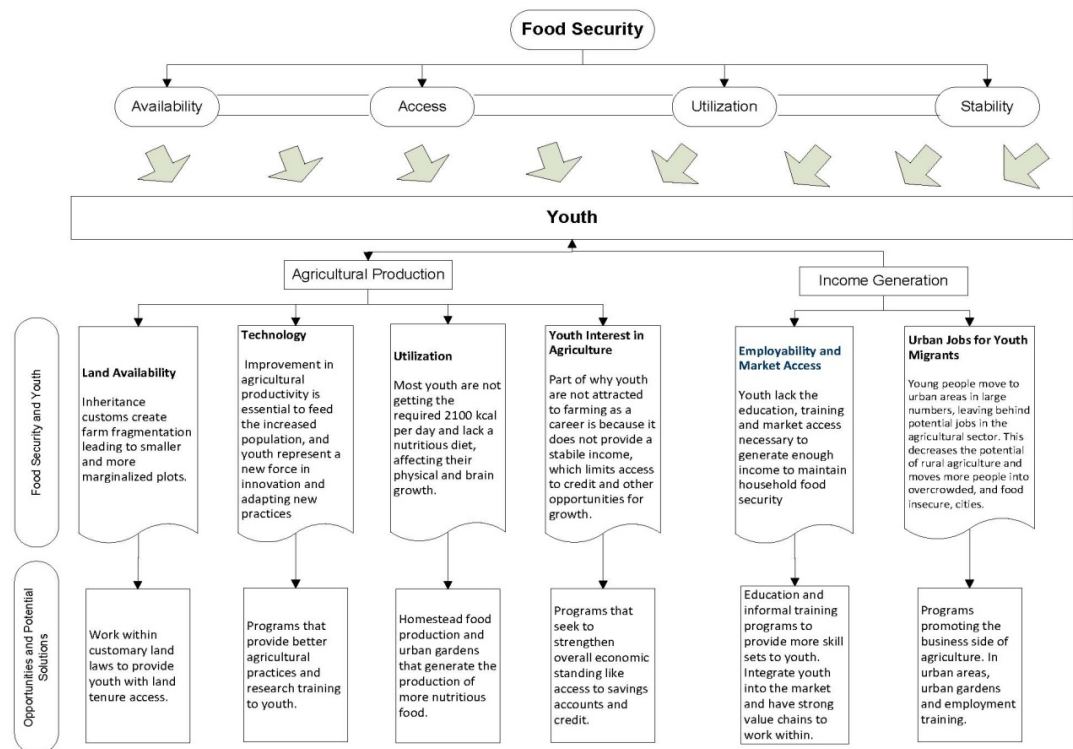 Food Security
Availability
Access
Utilization
Stability
Youth
Agricultural Production
Income Generation
Food Security and Youth
Land Availability
Inheritance
customs create
farm fragmentation
leading to smaller
and more
marginalized plots.
Technology
Improvement in
agricultural
productivity is
essential to feed
the increased
population, and
youth represent a
new force in
innovation and
adapting new
practices
Utilization
Most youth are not
getting the
required 2100 kcal
per day and lack a
nutritious diet,
affecting their
physical and brain
growth.
Youth Interest in
Agriculture
Part of why youth
are not attracted
to farming as a
career is because it
does not provide a
stabile income,
which limits access
to credit and other
opportunities for
growth.
Employability and
Market Access
Youth lack the
education, training
and market access
necessary to
generate enough
income to maintain
household food
security
Urban Jobs for Youth
Migrants
Young people move to
urban areas in large
numbers, leaving behind
potential jobs in the
agricultural sector. This
decreases the potential
of rural agriculture and
moves more people into
overcrowded, and food
insecure, cities.
Opportunities and Potential
Solutions
Work within
customary land
laws to provide
youth with land
tenure access.
Programs that
provide better
agricultural
practices and
research training
to youth.
Homestead food
production and
urban gardens
that generate the
production of
more nutritious
food.
Programs that
seek to
strengthen
overall economic
standing like
access to savings
accounts and
credit.
Education and
informal training
programs to
provide more skill
sets to youth.
Integrate youth
into the market
and have strong
value chains to
work within.
Programs
promoting the
business side of
agriculture. In
urban areas,
urban gardens
and employment
training.